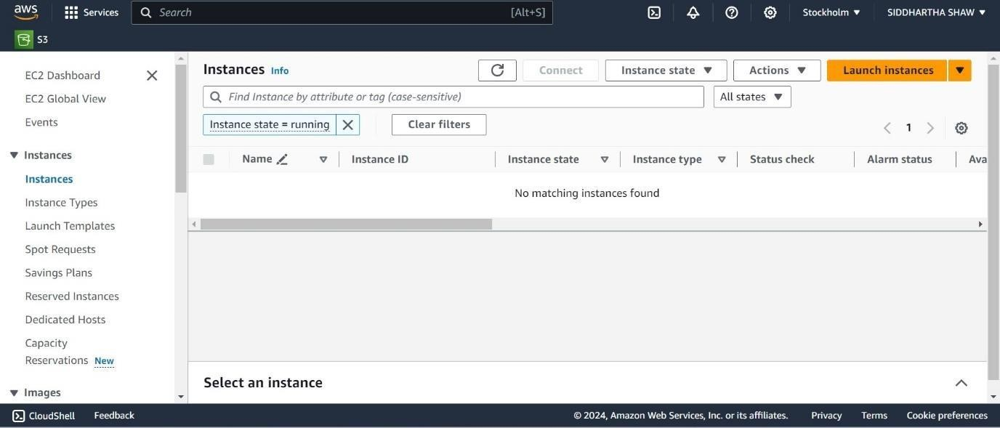 aws Services Search [Alt+S] Stockholm ▼ SIDDHARTHA SHAW ▼
S3
EC2 Dashboard
EC2 Global View
Events
Instances
Instances
Instance Types
Launch Templates
Spot Requests
Savings Plans
Reserved Instances
Dedicated Hosts
Capacity
Reservations New
Images
Instances Info Connect Instance state ▼ Actions ▼ Launch instances ▼
Find Instance by attribute or tag (case-sensitive) All states ▼
Instance state = running Clear filters 1
Name Instance ID Instance state Instance type Status check Alarm status Ava
No matching instances found
Select an instance
CloudShell Feedback © 2024, Amazon Web Services, Inc. or its affiliates. Privacy Terms Cookie preferences